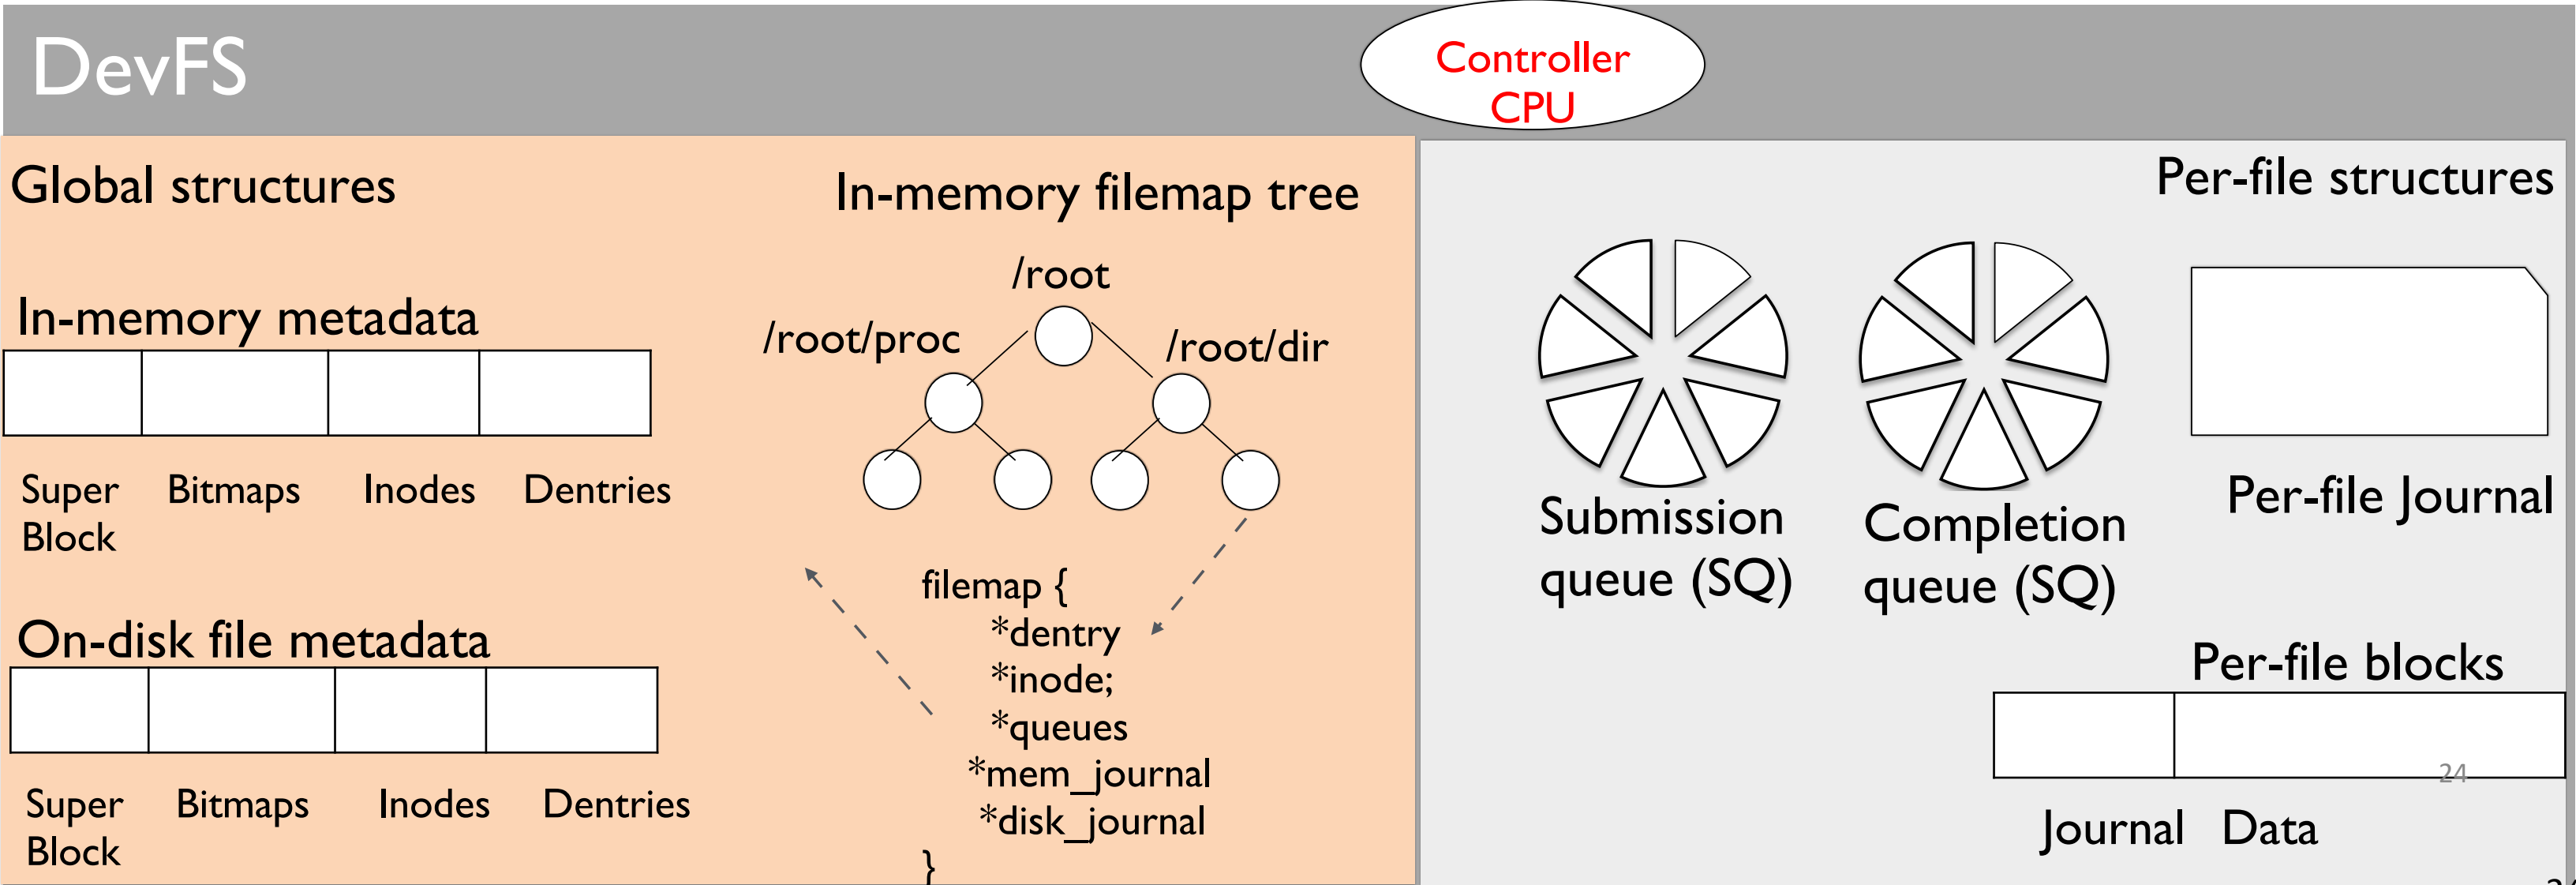 DevFS
Controller
CPU
Global structures
In-memory filemap tree
In-memory metadata
Super
Block
Bitmaps
Inodes
Dentries
On-disk file metadata
Super
Block
Bitmaps
Inodes
Dentries
/root
/root/proc
/root/dir
filemap {
*dentry
*inode;
*queues
*mem_journal
*disk_journal
}
Per-file structures
Submission
queue (SQ)
Completion
queue (SQ)
Per-file Journal
Per-file blocks
24
Journal
Data